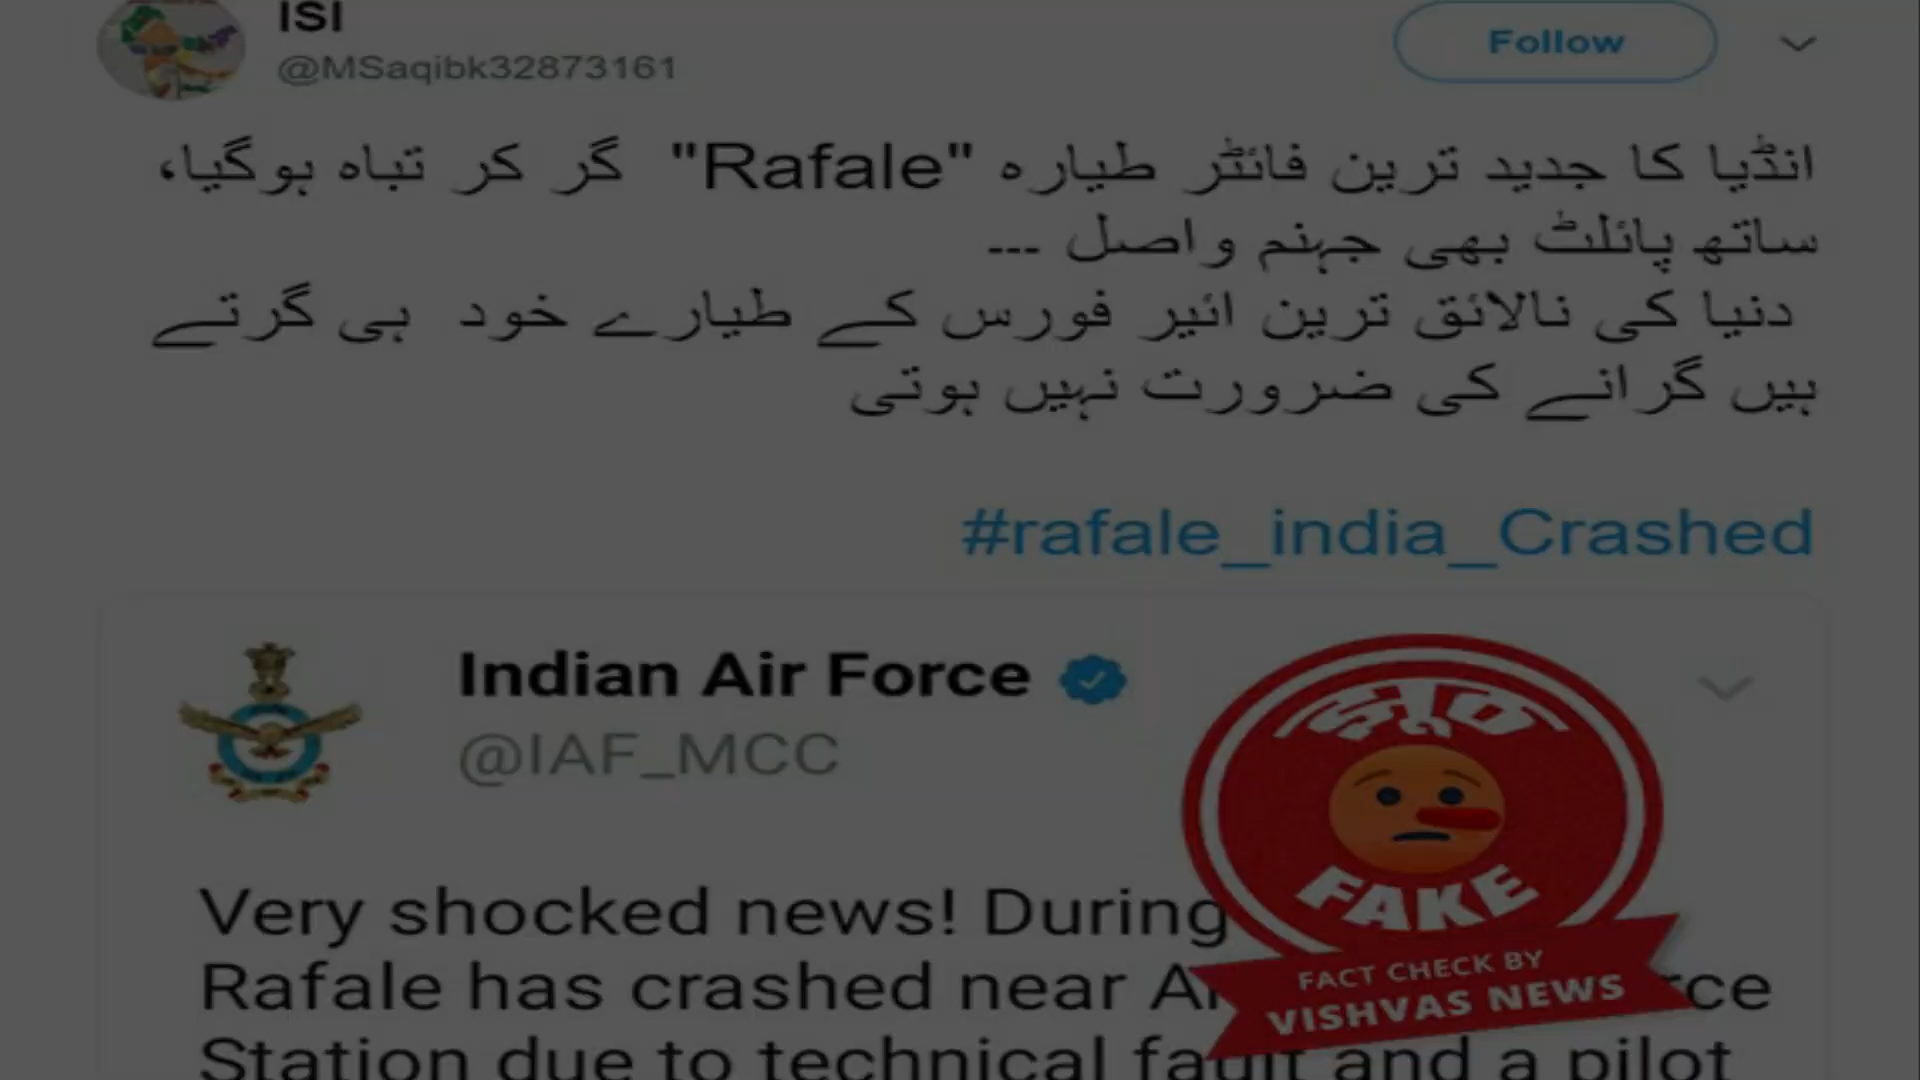 ISI
@MSaqibk32873161
Follow
انڈیا کا جدید ترین فائٹر طیارہ "Rafale" گر کر تباہ ہوگیا،
ساتھ پائلٹ بھی جہنم واصل ---
دنیا کی نالائق ترین ائیر فورس کے طیارے خود ہی گرتے
ہیں گرانے کی ضرورت نہیں ہوتی
#rafale_india_Crashed
Indian Air Force
@IAF_MCC
Very shocked news! During
Rafale has crashed near
Station due to technical fault and a pilot
झूठ
FAKE
FACT CHECK BY
VISHVAS NEWS